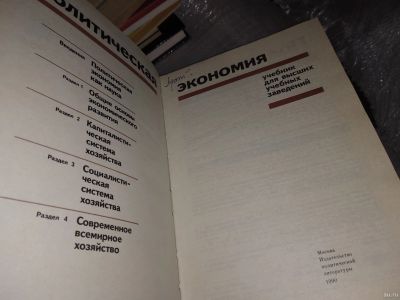 Политическая
Введение
Политическая
экономия
как наука
Раздел 1
Общие основы
экономического
развития
Раздел 2
Капиталисти-
ческая
система
хозяйства
Раздел 3
Социалисти-
ческая
система
хозяйства
Раздел 4
Современное
всемирное
хозяйство
экономия
учебник
для высших
учебных
заведений
Москва
Издательство
политической
литературы
1990